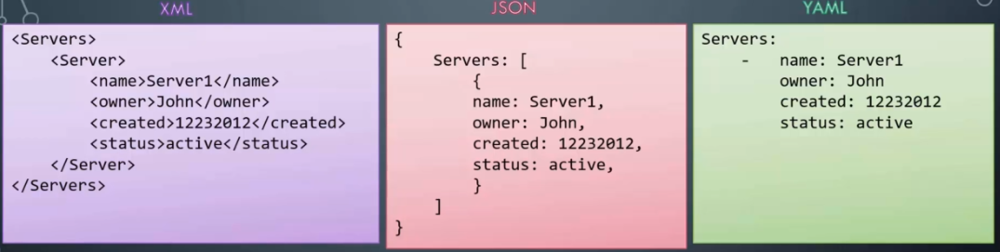 XML
<Servers>
    <Server>
        <name>Server1</name>
        <owner>John</owner>
        <created>12232012</created>
        <status>active</status>
    </Server>
</Servers>
JSON
{
    Servers: [
        {
        name: Server1,
        owner: John,
        created: 12232012,
        status: active,
        }
    ]
}
YAML
Servers:
    -   name: Server1
        owner: John
        created: 12232012
        status: active